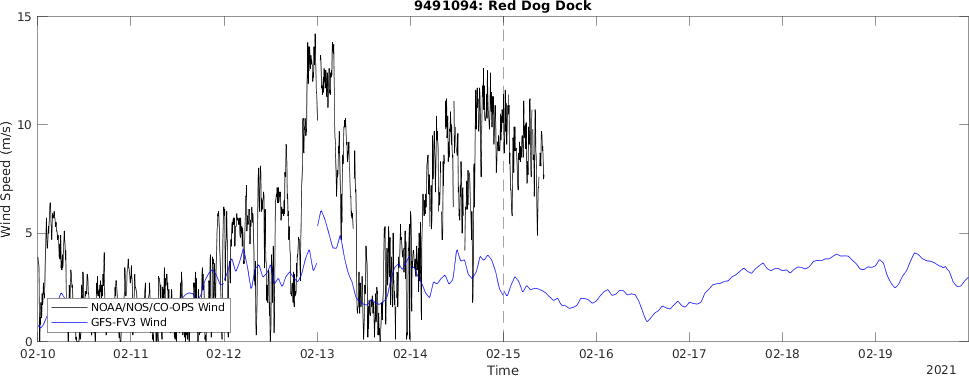 9491094: Red Dog Dock
15
10
5
0
Wind Speed (m/s)
NOAA/NOS/CO-OPS Wind
GFS-FV3 Wind
02-10 02-11 02-12 02-13 02-14 02-15 02-16 02-17 02-18 02-19
Time
2021